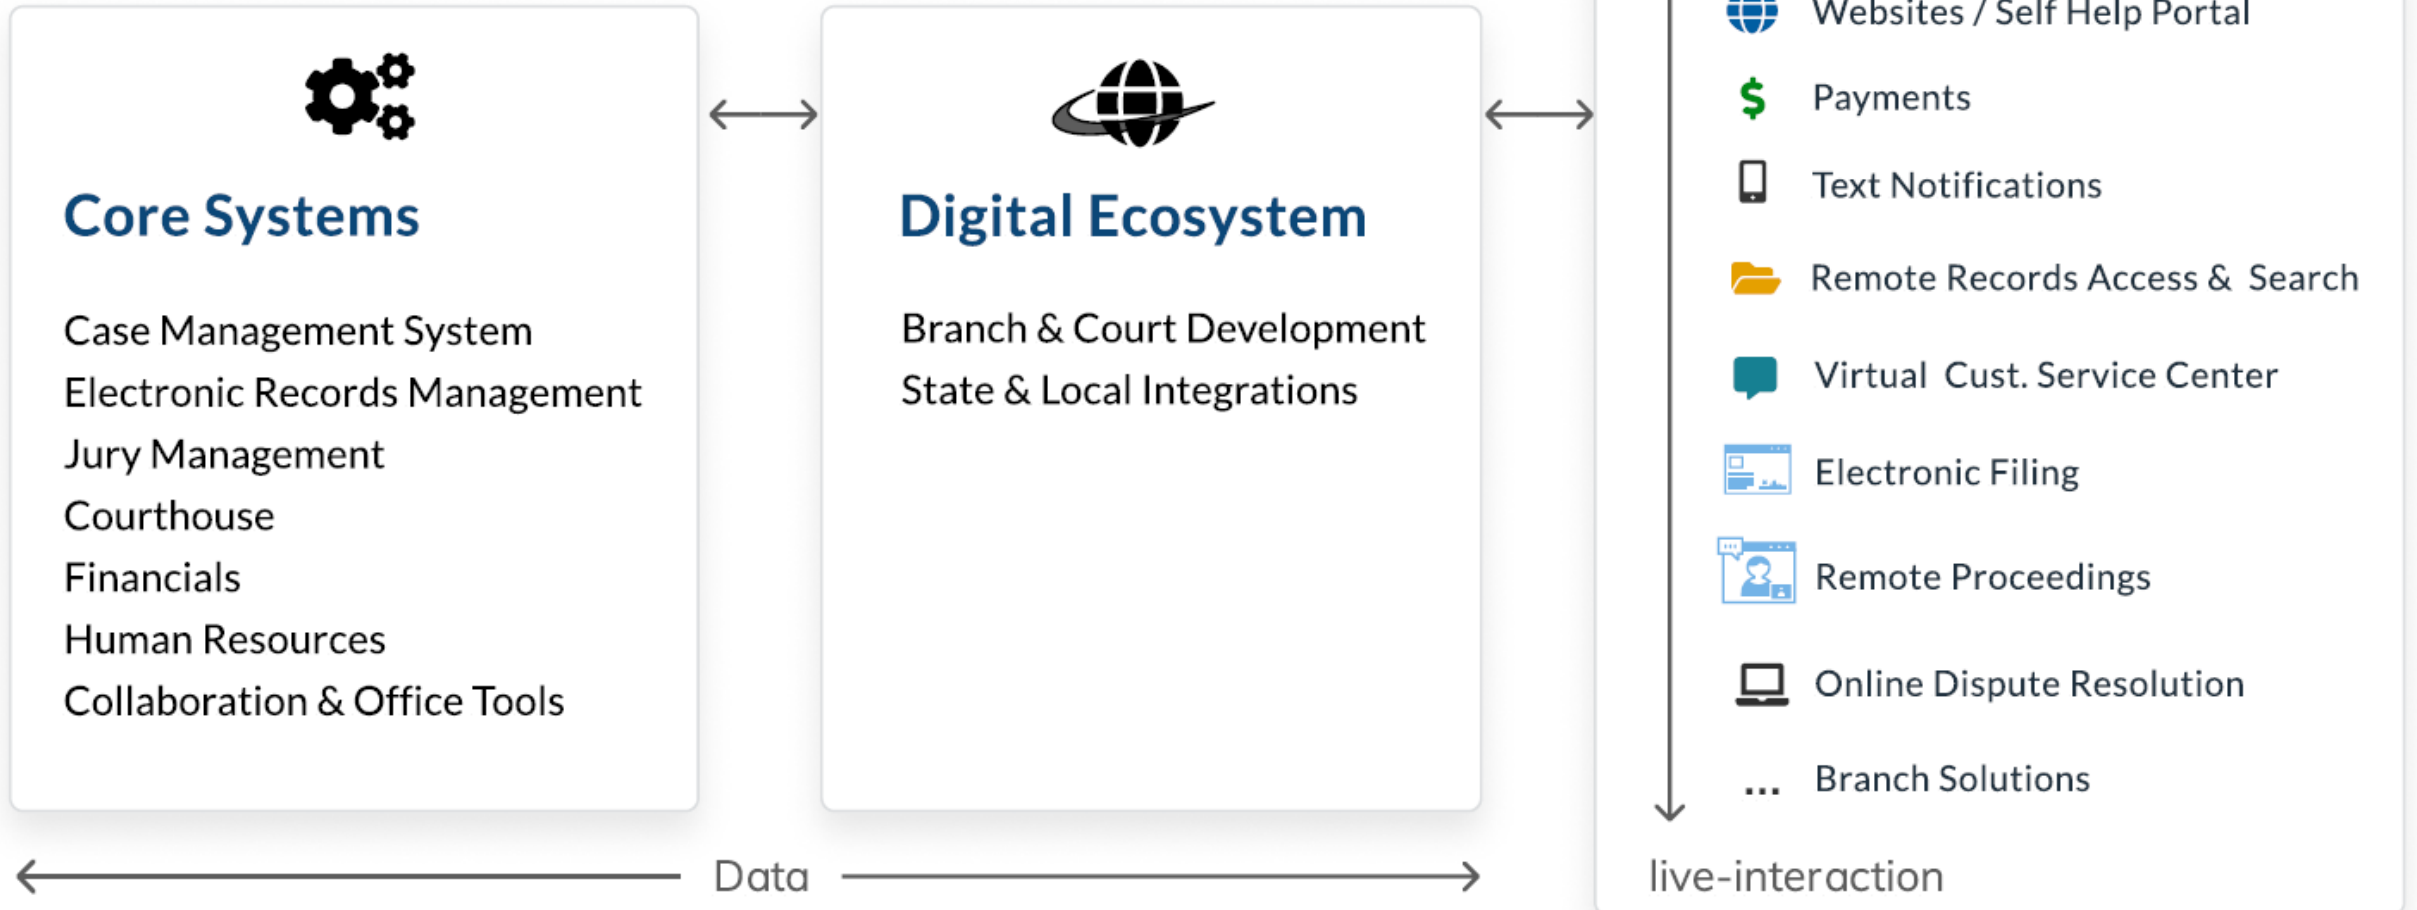 Core Systems
Case Management System
Electronic Records Management
Jury Management
Courthouse
Financials
Human Resources
Collaboration & Office Tools
Digital Ecosystem
Branch & Court Development
State & Local Integrations
Data
Websites / Self Help Portal
$ Payments
Text Notifications
Remote Records Access & Search
Virtual Cust. Service Center
Electronic Filing
Remote Proceedings
Online Dispute Resolution
... Branch Solutions
live-interaction